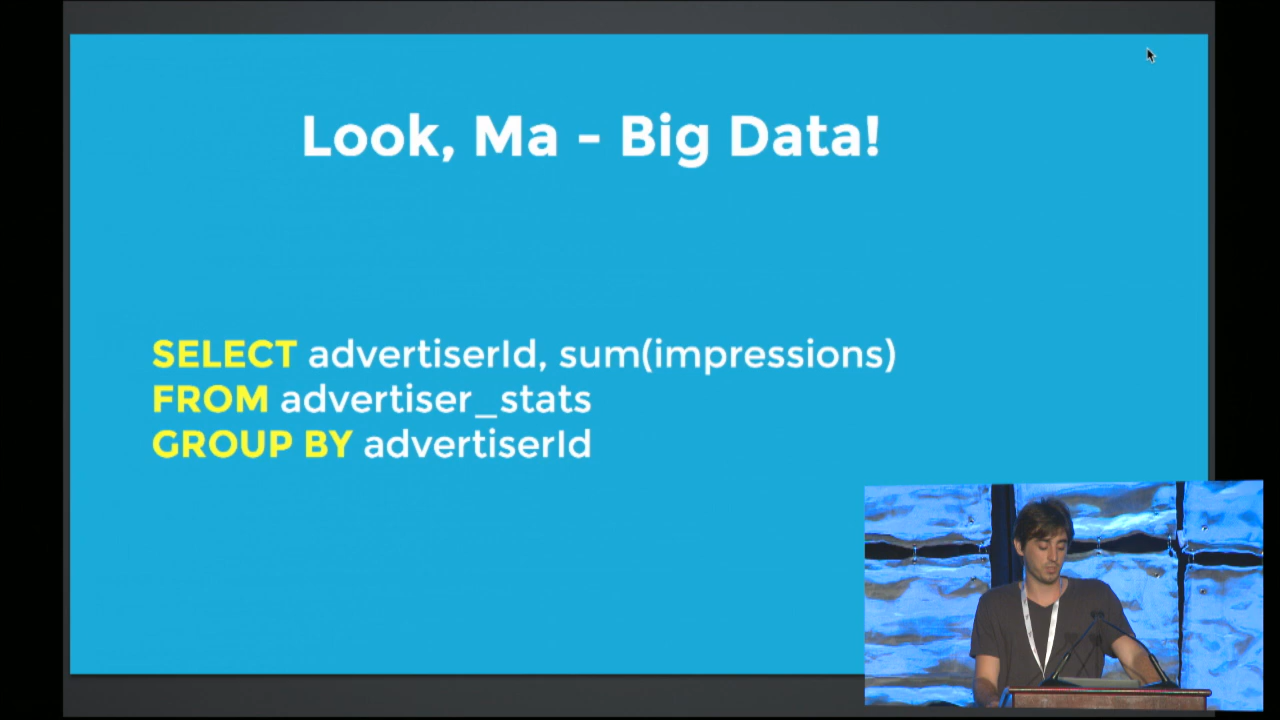 Look, Ma - Big Data!
SELECT advertiserId, sum(impressions)
FROM advertiser_stats
GROUP BY advertiserId